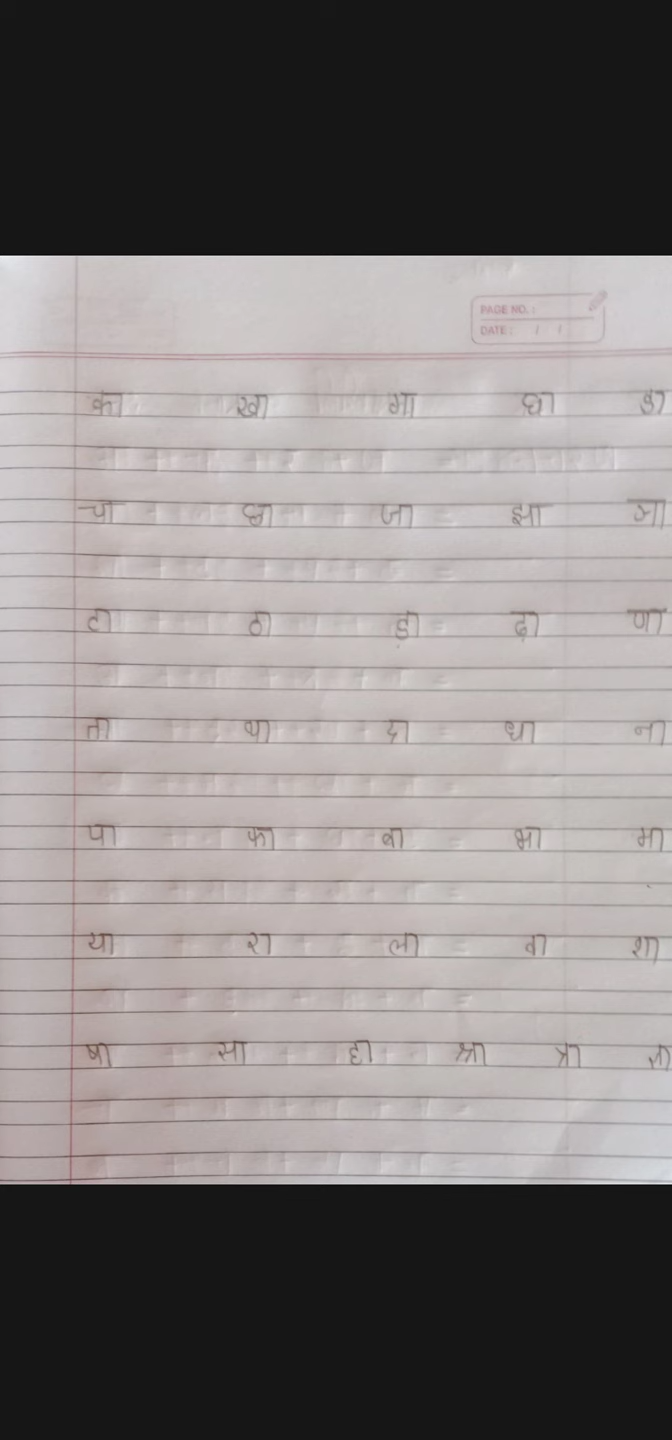 PAGE NO.:
DATE: / /
का खा गा घा ङा
चा छा जा झा ञा
टा ठा ड़ा ढ़ा णा
ता था दा धा ना
पा फा बा भा मा
या रा ला वा शा
षा सा हा श्रा त्रा